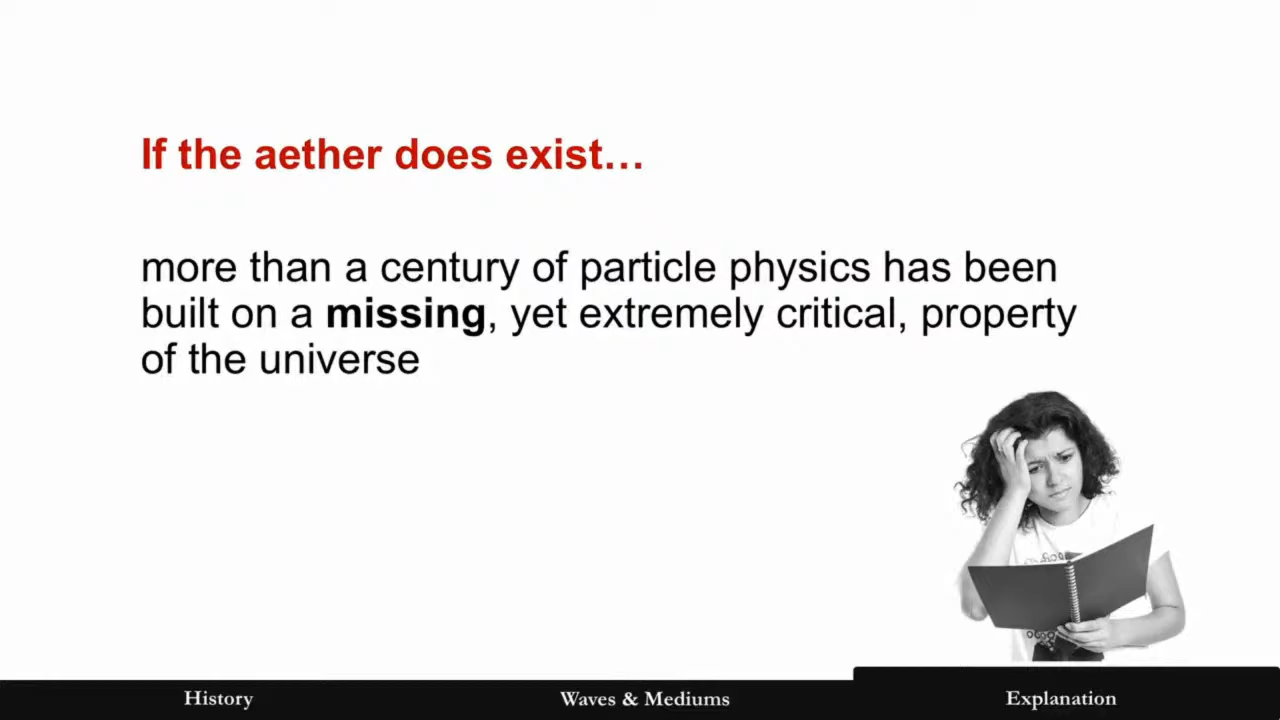 If the aether does exist…
more than a century of particle physics has been
built on a missing, yet extremely critical, property
of the universe
History
Waves & Mediums
Explanation